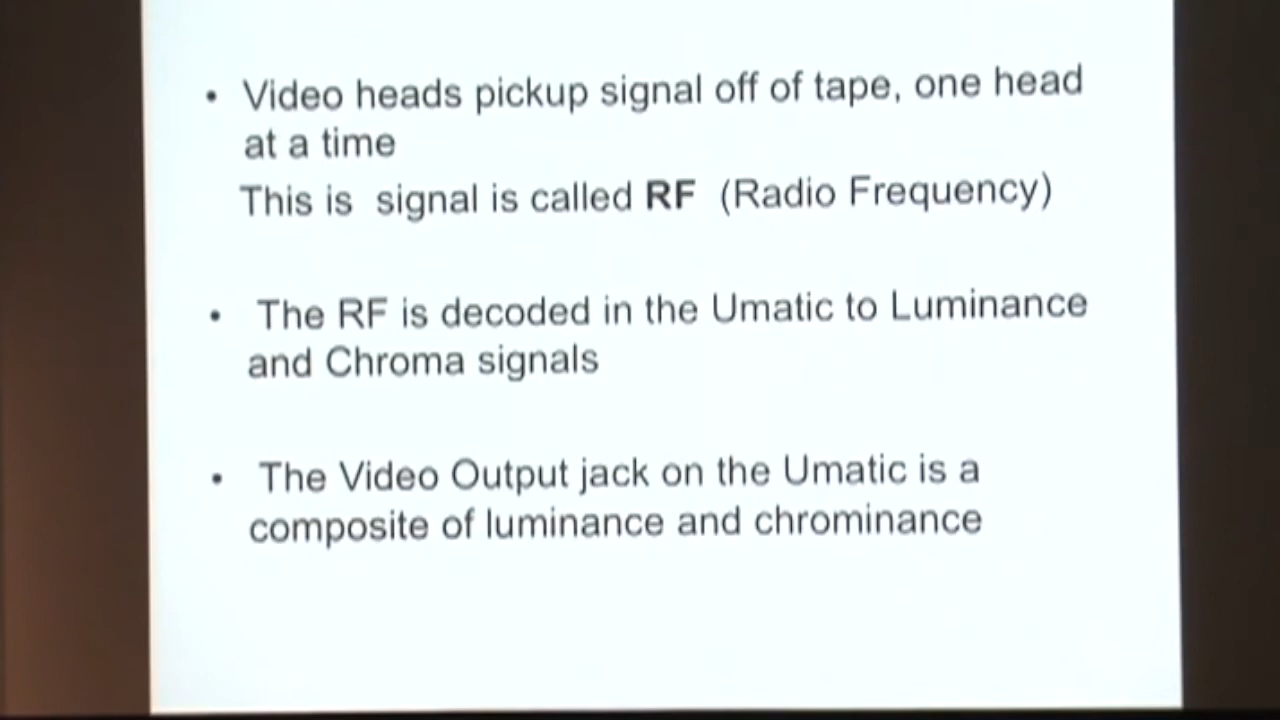 • Video heads pickup signal off of tape, one head
at a time
This is  signal is called RF  (Radio Frequency)
•  The RF is decoded in the Umatic to Luminance
and Chroma signals
•  The Video Output jack on the Umatic is a
composite of luminance and chrominance